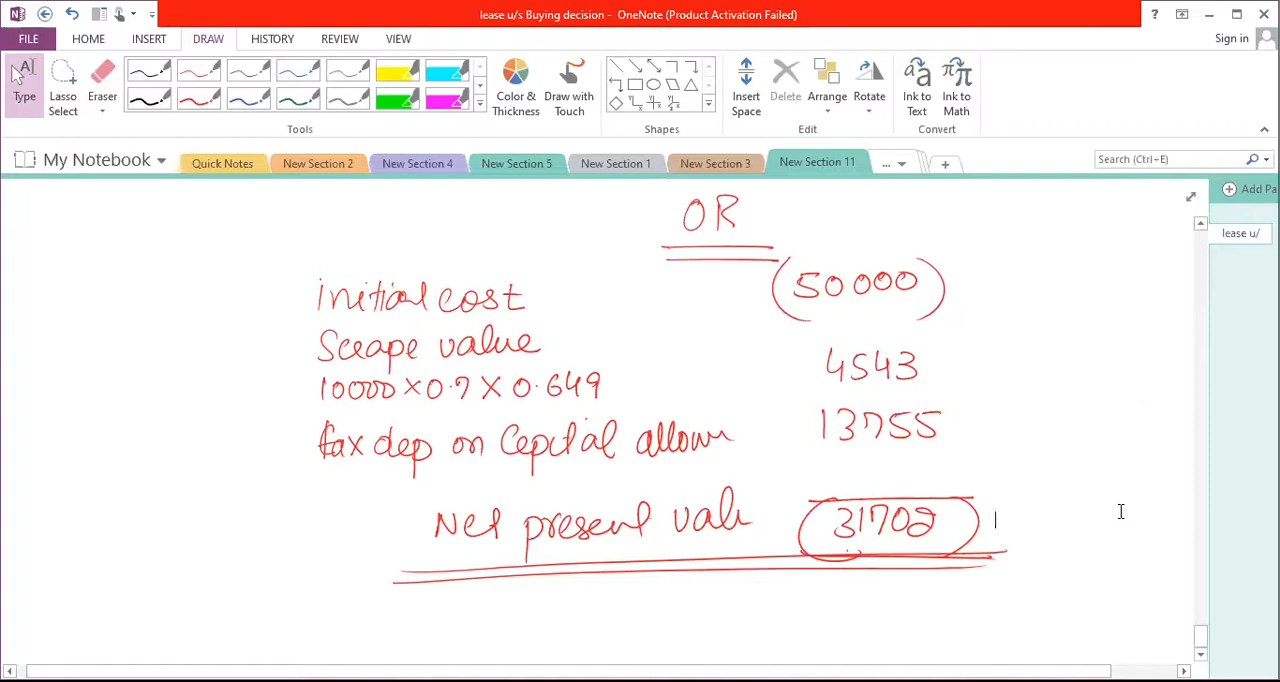 lease u/s Buying decision - OneNote (Product Activation Failed)
FILE HOME INSERT DRAW HISTORY REVIEW VIEW
Sign in
Type
Lasso Select
Eraser
Color & Thickness
Draw with Touch
Insert Space
Delete
Arrange
Rotate
Ink to Text
Ink to Math
Tools
Shapes
Edit
Convert
My Notebook
Quick Notes
New Section 2
New Section 4
New Section 5
New Section 1
New Section 3
New Section 11
...
Search (Ctrl+E)
Add Pa
lease u/
OR
initial cost (50000)
Scrape value
10000 × 0.7 × 0.649 4543
tax dep on Capital allown 13755
Net present valu 31702